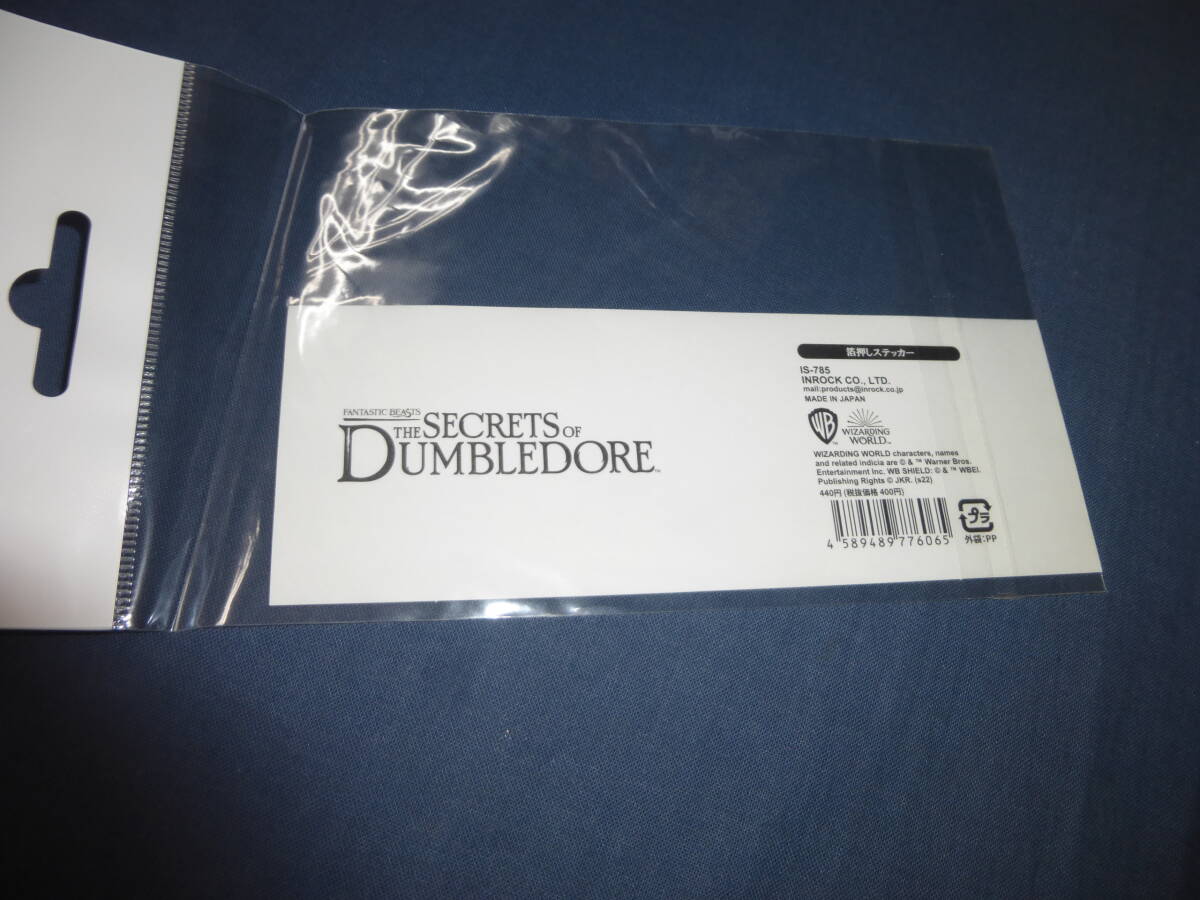 FANTASTIC BEASTS
THE SECRETS OF
DUMBLEDORE™
箔押しステッカー
IS-785
INROCK CO., LTD.
mail:products@inrock.co.jp
MADE IN JAPAN
WB™
WIZARDING
WORLD™
WIZARDING WORLD characters, names
and related indicia are © & ™ Warner Bros.
Entertainment Inc. WB SHIELD: © & ™ WBEI.
Publishing Rights © JKR. (s22)
440円 (税抜価格 400円)
4 589489 776065
プラ
外袋:PP